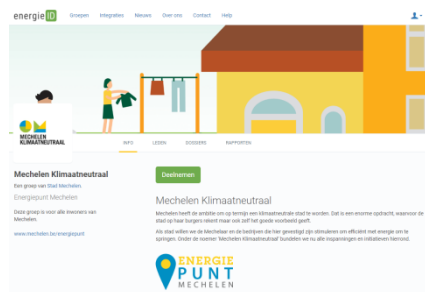 energieID Groepen Integraties Nieuws Over ons Contact Help
MECHELEN
KLIMAATNEUTRAAL
INFO LEDEN DOSSIERS RAPPORTEN
Mechelen Klimaatneutraal
Een groep van Stad Mechelen.
Energiepunt Mechelen
Deze groep is voor alle inwoners van
Mechelen.
www.mechelen.be/energiepunt
Deelnemen
Mechelen Klimaatneutraal
Mechelen heeft de ambitie om op termijn een klimaatneutrale stad te worden. Dat is een enorme opdracht, waarvoor de
stad op haar burgers rekent maar ook zelf het goede voorbeeld geeft.
Als stad willen we de Mechelaar en de bedrijven die hier gevestigd zijn stimuleren om efficiënt met energie om te
springen. Onder de noemer 'Mechelen Klimaatneutraal' bundelen we nu alle inspanningen en initiatieven hierrond.
ENERGIE
PUNT
MECHELEN